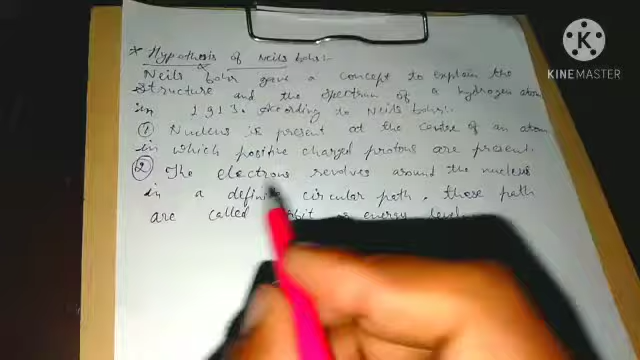 * Hypothesis of Neils bohr:-
Neils bohr gave a concept to explain the
structure and the spectrum of a hydrogen atom
in 1913. According to Neils bohr:-
① Nucleus is present at the centre of an atom
in which positive charged protons are present.
② The electrons revolves around the nucleus
in a definite circular path. These path
are called orbit or energy level
KINEMASTER